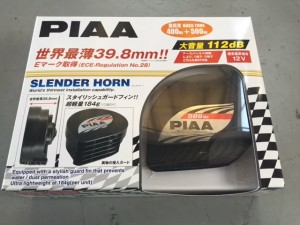 PIAA
400Hz + 500Hz
大音量 112dB
12V
世界最薄39.8mm!!
Eマーク取得 (ECE-Regulation No.28)
SLENDER HORN
World's thinnest installation capability.
スタイリッシュガードフィン!!
超軽量184g
PIAA
Equipped with a stylish guard fin that prevents
water / dust permeation
Ultra lightweight at 184g(per unit)